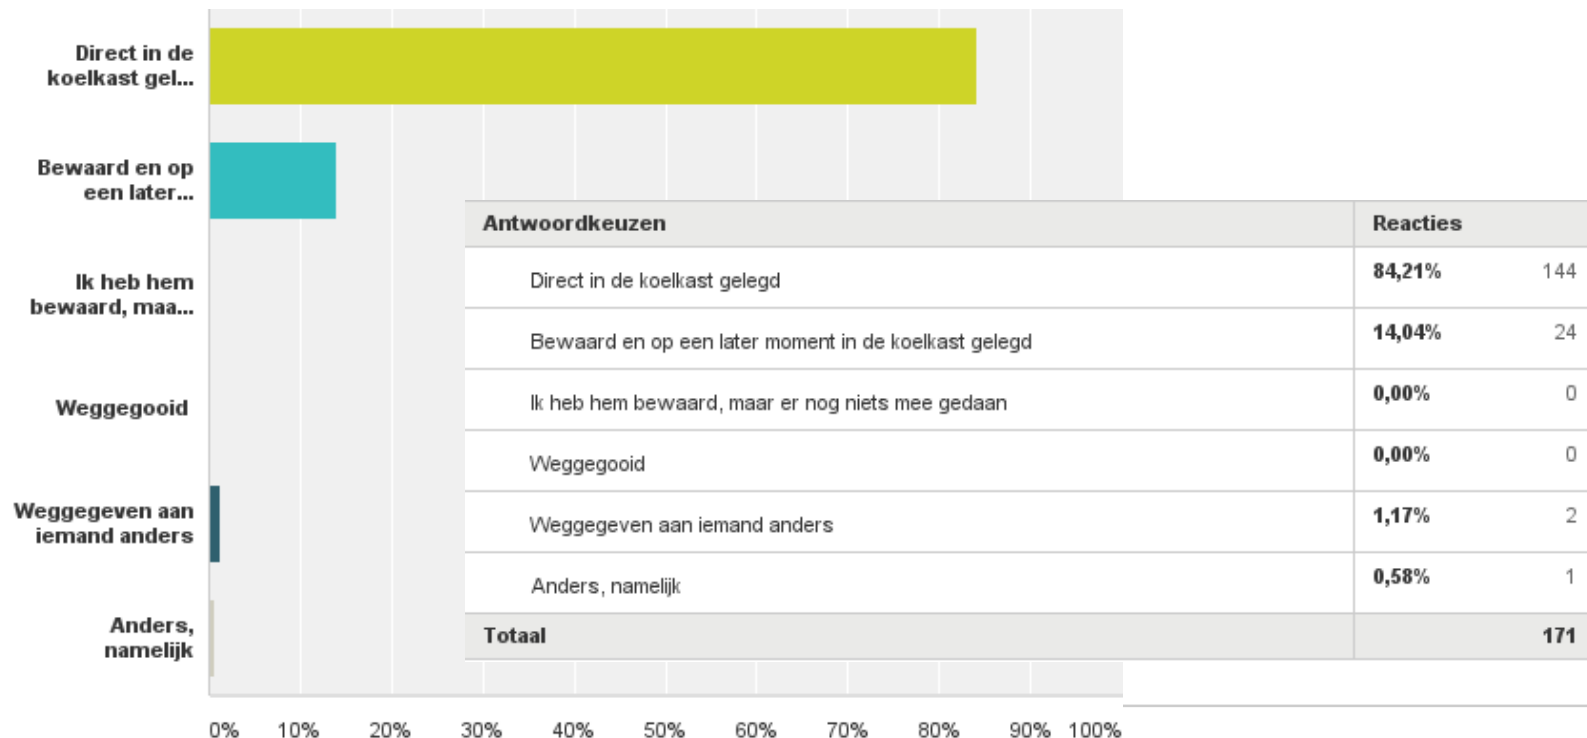 Direct in de
koelkast gel...
Bewaard en op
een later...
Ik heb hem
bewaard, maa...
Weggegooid
Weggegeven aan
iemand anders
Anders,
namelijk
0% 10% 20% 30% 40% 50% 60% 70% 80% 90% 100%
Antwoordkeuzen Reacties
Direct in de koelkast gelegd 84,21% 144
Bewaard en op een later moment in de koelkast gelegd 14,04% 24
Ik heb hem bewaard, maar er nog niets mee gedaan 0,00% 0
Weggegooid 0,00% 0
Weggegeven aan iemand anders 1,17% 2
Anders, namelijk 0,58% 1
Totaal 171